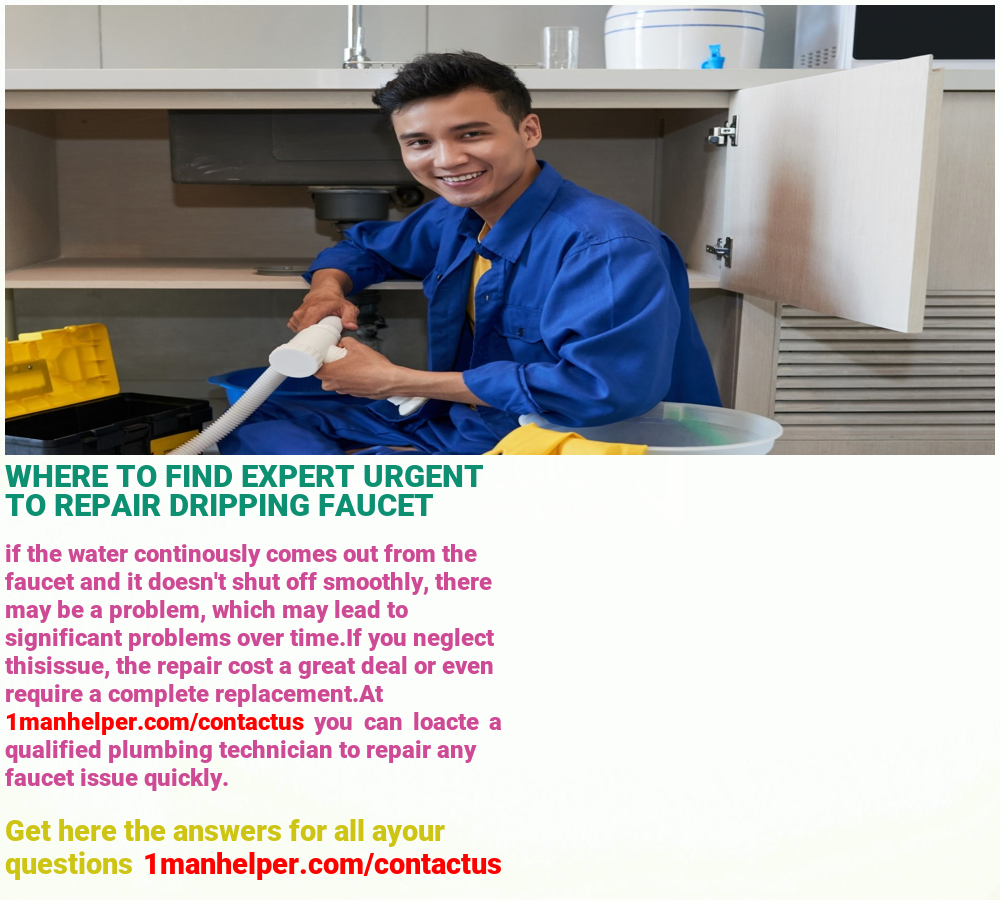 WHERE TO FIND EXPERT URGENT
TO REPAIR DRIPPING FAUCET
if the water continously comes out from the
faucet and it doesn't shut off smoothly, there
may be a problem, which may lead to
significant problems over time.If you neglect
thisissue, the repair cost a great deal or even
require a complete replacement.At
1manhelper.com/contactus you can loacte a
qualified plumbing technician to repair any
faucet issue quickly.
Get here the answers for all ayour
questions 1manhelper.com/contactus